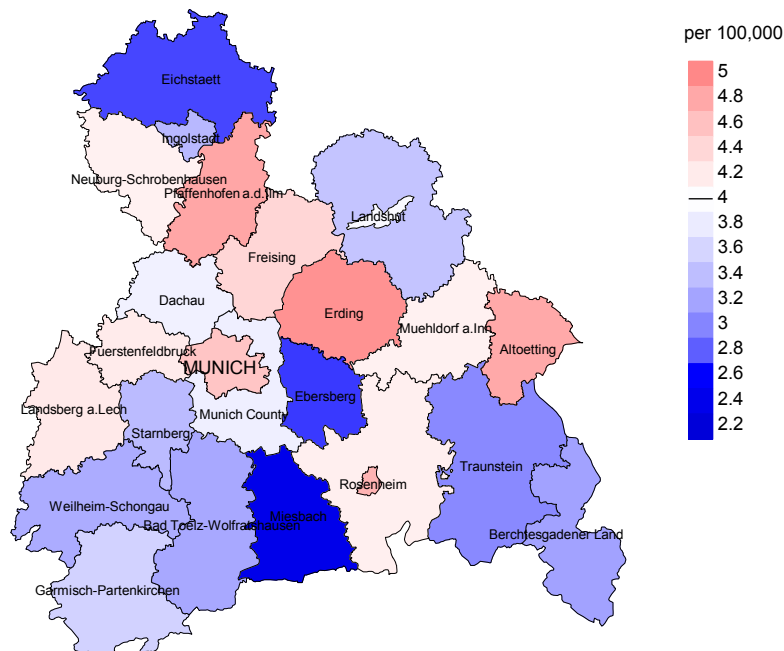 per 100,000
5
4.8
4.6
4.4
4.2
4
3.8
3.6
3.4
3.2
3
2.8
2.6
2.4
2.2
Eichstaett
Ingolstadt
Neuburg-Schrobenhausen
Pfaffenhofen a.d.Ilm
Landshut
Freising
Dachau
Erding
Muehldorf a.Inn
Altoetting
Fuerstenfeldbruck
MUNICH
Ebersberg
Landsberg a.Lech
Munich County
Starnberg
Traunstein
Rosenheim
Weilheim-Schongau
Miesbach
Bad Toelz-Wolfratshausen
Berchtesgadener Land
Garmisch-Partenkirchen